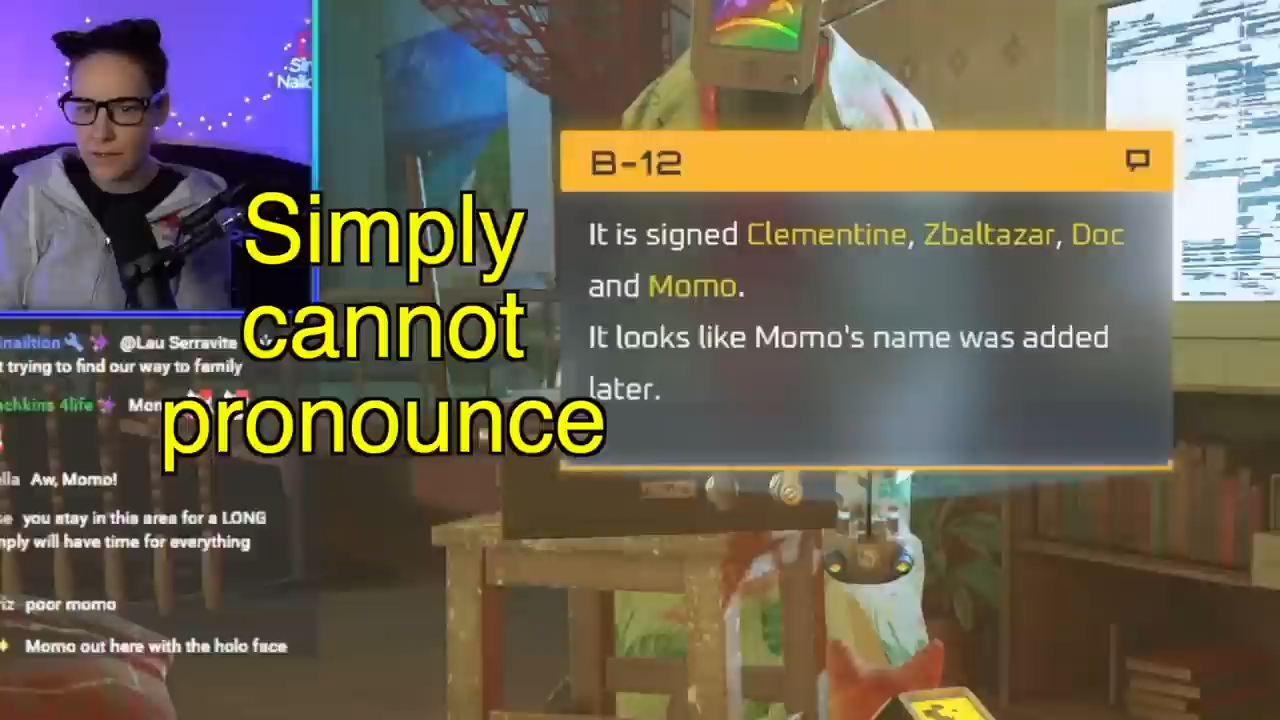 B-12
It is signed Clementine, Zbaltazar, Doc
and Momo.
It looks like Momo's name was added
later.
Simply
cannot
pronounce
@Lau Serravite
trying to find our way to family
4life
Aw, Momo!
you stay in this area for a LONG
will have time for everything
poor momo
Momo out here with the holo face